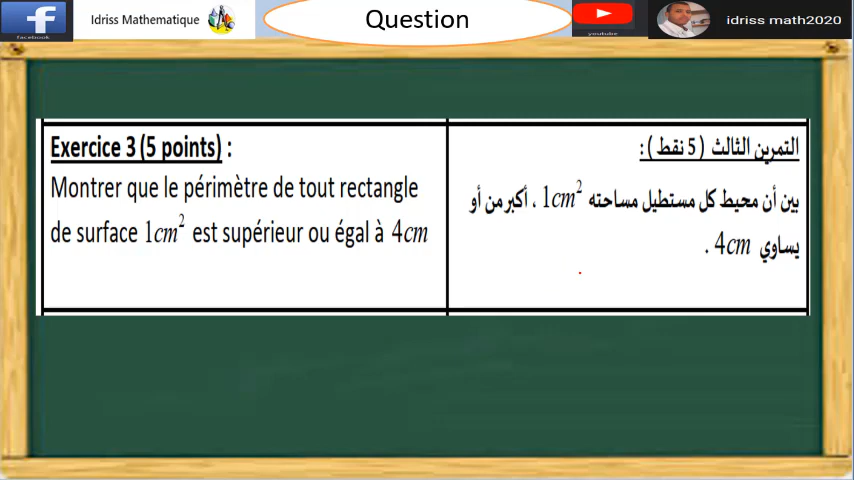 facebook
Idriss Mathematique
Question
youtube
idriss math2020
Exercice 3 (5 points) :
Montrer que le périmètre de tout rectangle
de surface 1cm² est supérieur ou égal à 4cm
التمرين الثالث ( 5 نقط ) :
بين أن محيط كل مستطيل مساحته 1cm² ، أكبر من أو
يساوي 4cm .